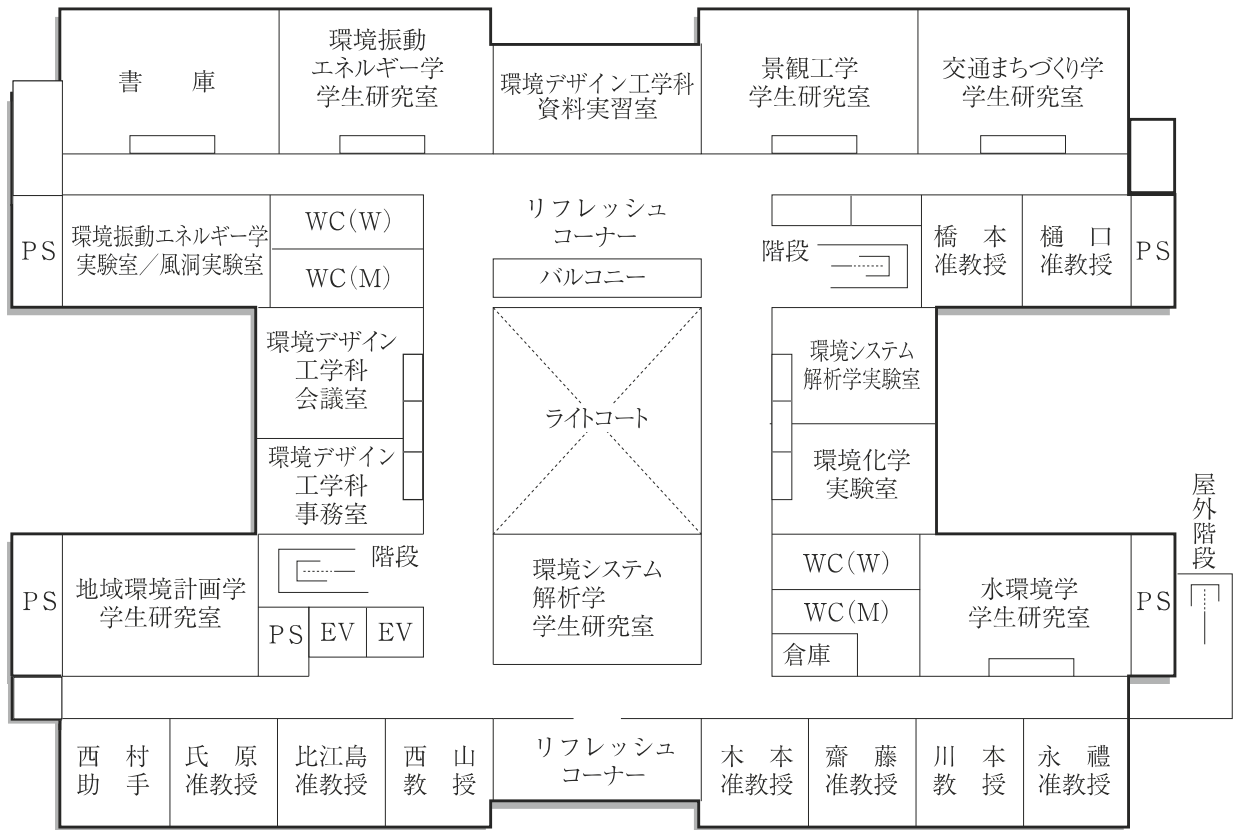 書庫
環境振動
エネルギー学
学生研究室
環境デザイン工学科
資料実習室
景観工学
学生研究室
交通まちづくり学
学生研究室
PS
環境振動エネルギー学
実験室／風洞実験室
WC(W)
WC(M)
リフレッシュ
コーナー
バルコニー
階段
橋本
准教授
樋口
准教授
PS
環境デザイン
工学科
会議室
ライトコート
環境システム
解析学実験室
環境デザイン
工学科
事務室
環境化学
実験室
屋外階段
PS
地域環境計画学
学生研究室
階段
PS
EV
EV
環境システム
解析学
学生研究室
WC(W)
WC(M)
倉庫
水環境学
学生研究室
PS
西村
助手
氏原
准教授
比江島
准教授
西山
教授
リフレッシュ
コーナー
木本
准教授
齋藤
准教授
川本
教授
永禮
准教授